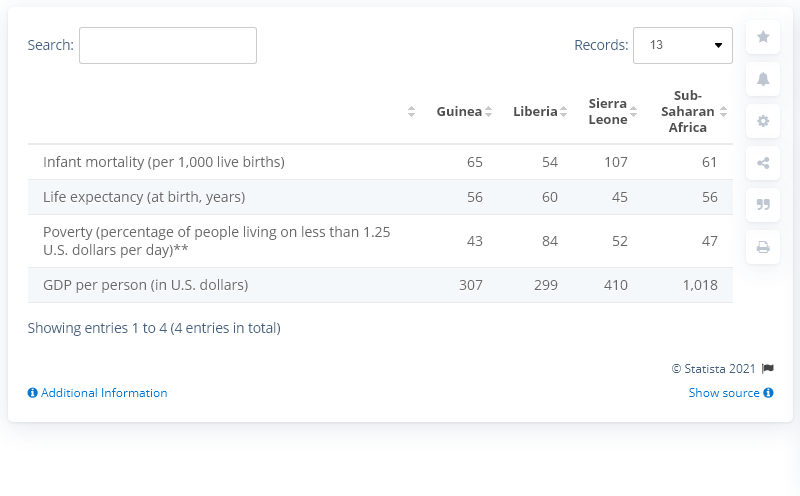 Search:
Records: 13
Guinea Liberia Sierra Leone Sub-Saharan Africa
Infant mortality (per 1,000 live births) 65 54 107 61
Life expectancy (at birth, years) 56 60 45 56
Poverty (percentage of people living on less than 1.25
U.S. dollars per day)** 43 84 52 47
GDP per person (in U.S. dollars) 307 299 410 1,018
Showing entries 1 to 4 (4 entries in total)
© Statista 2021
Additional Information
Show source